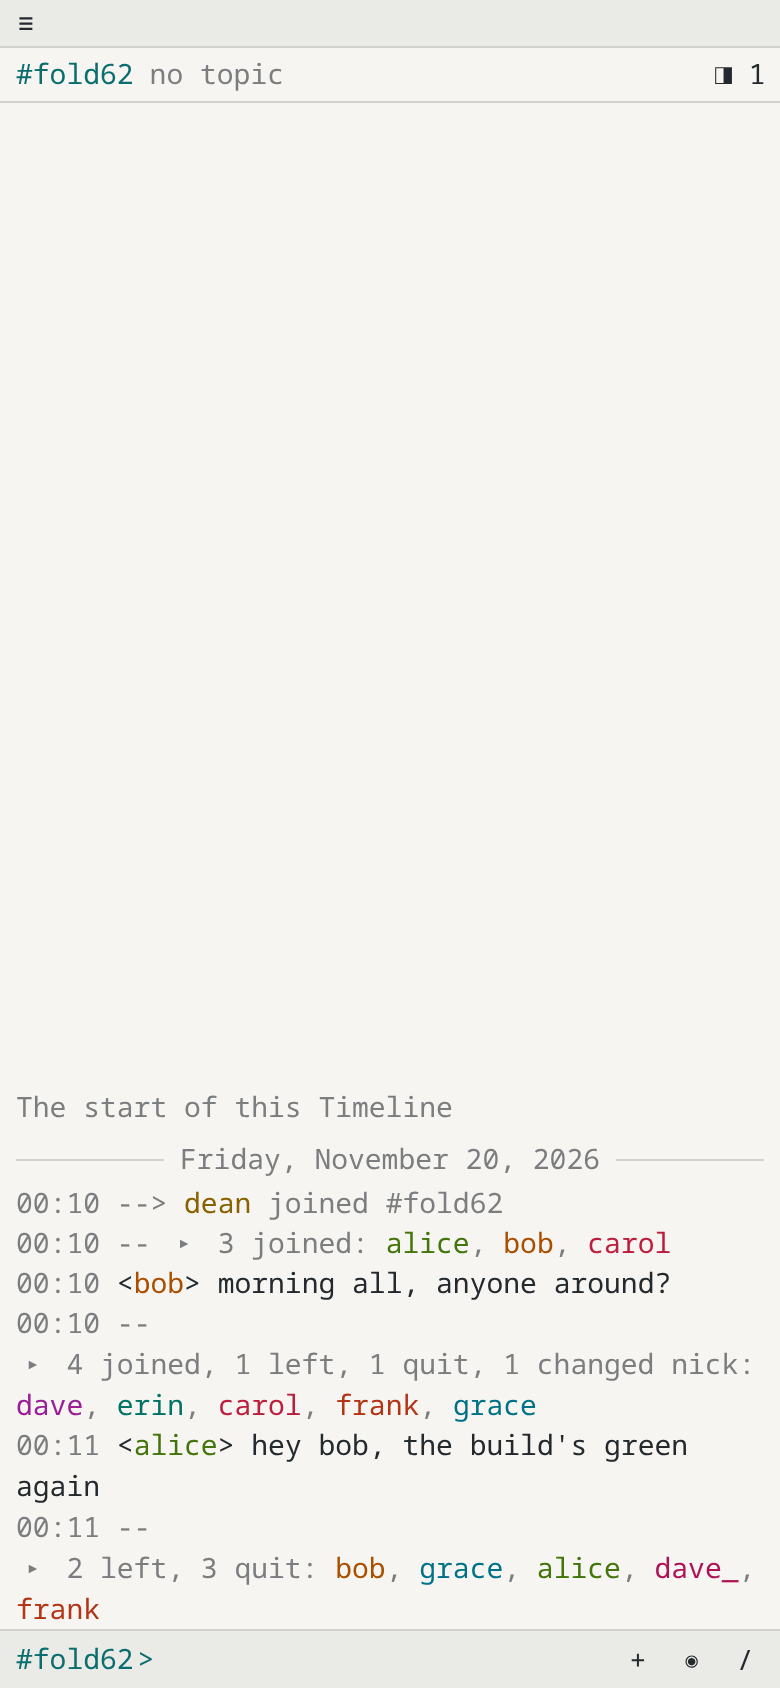 ≡
#fold62 no topic ◨ 1
The start of this Timeline
Friday, November 20, 2026
00:10 --> dean joined #fold62
00:10 -- ▸ 3 joined: alice, bob, carol
00:10 <bob> morning all, anyone around?
00:10 --
▸ 4 joined, 1 left, 1 quit, 1 changed nick:
dave, erin, carol, frank, grace
00:11 <alice> hey bob, the build's green
again
00:11 --
▸ 2 left, 3 quit: bob, grace, alice, dave_,
frank
#fold62> + ◉ /